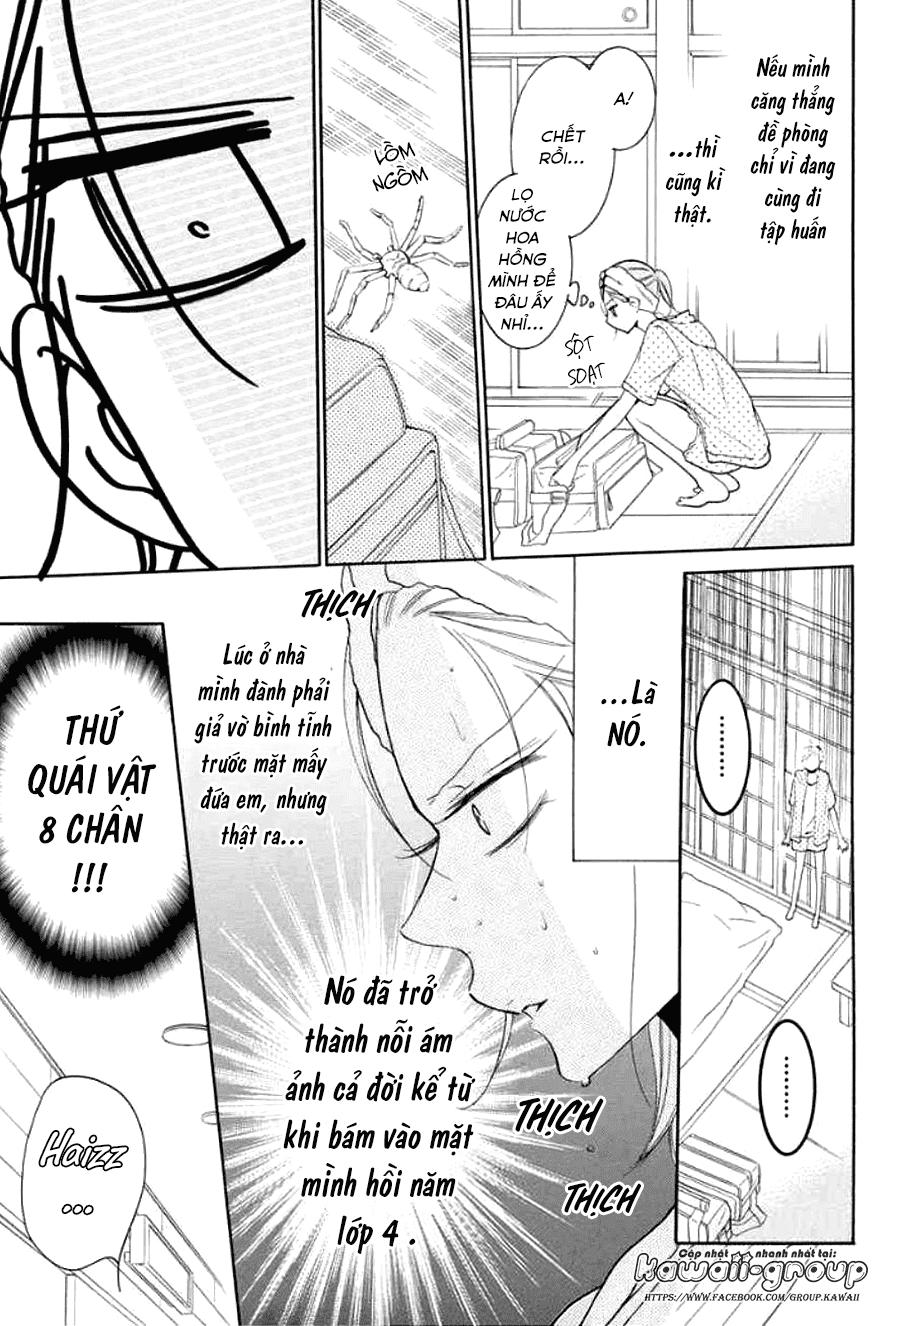 Nếu mình
căng thẳng
đề phòng
chỉ vì đang
cùng đi
tập huấn
...thì
cũng kì
thật.
A!
CHẾT
RỒI...
LỌ
NƯỚC
HOA
HỒNG
MÌNH ĐỂ
ĐÂU ẤY
NHỈ...
SỘT
SOẠT
LỒM
NGỒM
........
........
...Là
NÓ.
THỊCH
Lúc ở nhà
mình đành phải
giả vờ bình tĩnh
trước mặt mấy
đứa em, nhưng
thật ra...
Nó đã trở
thành nỗi ám
ảnh cả đời kể từ
khi bám vào mặt
mình hồi năm
lớp 4 .
THỊCH
THỊCH
THỨ
QUÁI VẬT
8 CHÂN
!!!
Haizz
ooo
Cập nhật nhanh nhất tại:
kawaii-group
HTTPS://WWW.FACEBOOK.COM/GROUP.KAWAII